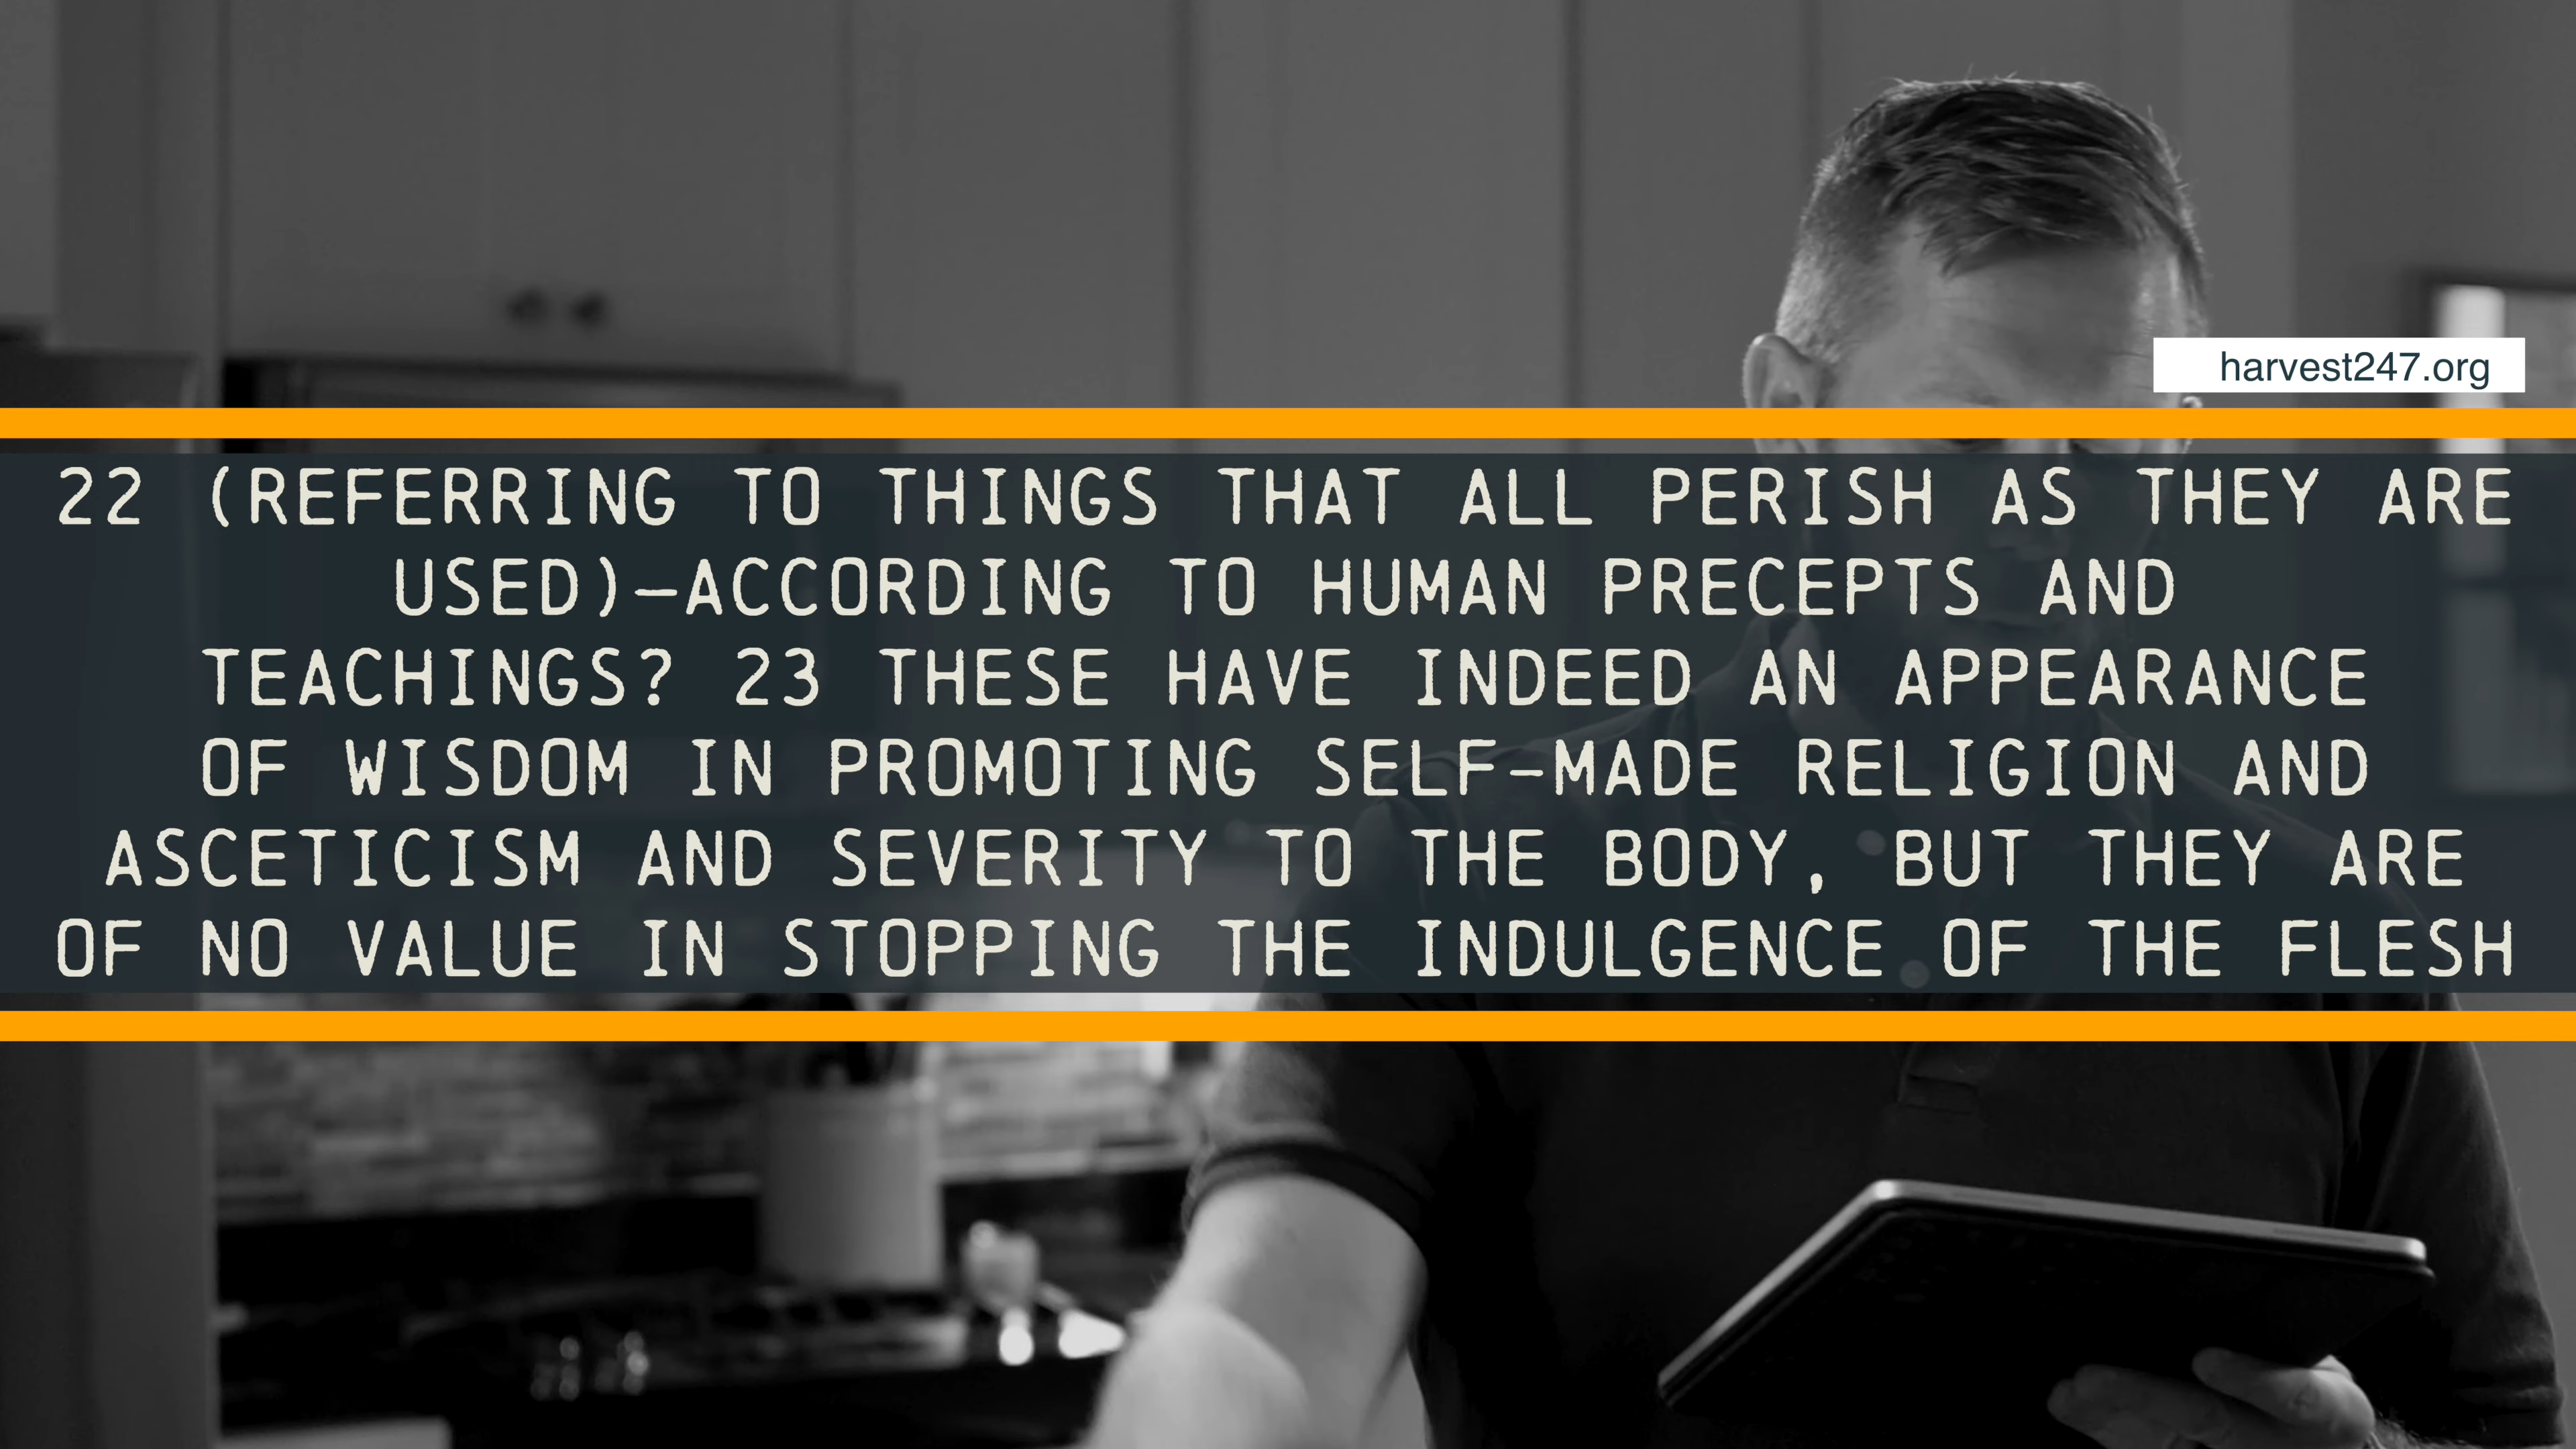 harvest247.org
22 (REFERRING TO THINGS THAT ALL PERISH AS THEY ARE
USED)—ACCORDING TO HUMAN PRECEPTS AND
TEACHINGS? 23 THESE HAVE INDEED AN APPEARANCE
OF WISDOM IN PROMOTING SELF-MADE RELIGION AND
ASCETICISM AND SEVERITY TO THE BODY, BUT THEY ARE
OF NO VALUE IN STOPPING THE INDULGENCE OF THE FLESH